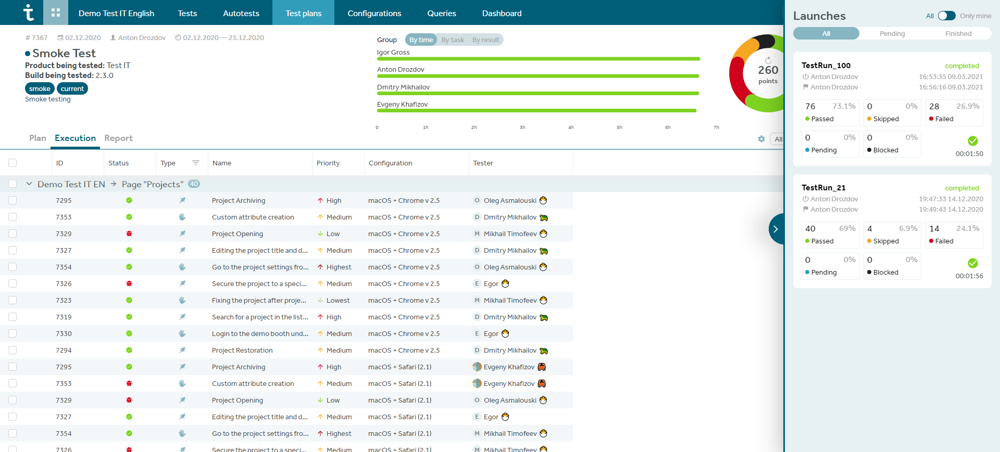 Demo Test IT English Tests Autotests Test plans Configurations Queries Dashboard
# 7367 02.12.2020 Anton Drozdov 02.12.2020 — 25.12.2020
Smoke Test
Product being tested: Test IT
Build being tested: 2.3.0
smoke current
Smoke testing
Group By time By task By result
Igor Gross
Anton Drozdov
Dmitry Mikhailov
Evgeny Khafizov
0 1h 2h 3h 4h 5h 6h 7h
260
points
Plan Execution Report
All
ID Status Type Name Priority Configuration Tester
Demo Test IT EN → Page "Projects" 40
7295 Project Archiving High macOS + Chrome v 2.5 O Oleg Asmalouski
7353 Custom attribute creation Medium macOS + Chrome v 2.5 D Dmitry Mikhailov
7329 Project Opening Low macOS + Chrome v 2.5 M Mikhail Timofeev
7327 Editing the project title and d... Medium macOS + Chrome v 2.5 D Dmitry Mikhailov
7354 Go to the project settings fro... Highest macOS + Chrome v 2.5 O Oleg Asmalouski
7326 Secure the project to a speci... Medium macOS + Chrome v 2.5 E Egor
7323 Fixing the project after proje... Lowest macOS + Chrome v 2.5 M Mikhail Timofeev
7319 Search for a project in the list... High macOS + Chrome v 2.5 D Dmitry Mikhailov
7330 Login to the demo booth und... Medium macOS + Chrome v 2.5 E Egor
7294 Project Restoration Medium macOS + Chrome v 2.5 D Dmitry Mikhailov
7295 Project Archiving High macOS + Safari (2.1) Evgeny Khafizov
7353 Custom attribute creation Medium macOS + Safari (2.1) Evgeny Khafizov
7329 Project Opening Low macOS + Safari (2.1) O Oleg Asmalouski
7327 Editing the project title and d... Medium macOS + Safari (2.1) E Egor
7354 Go to the project settings fro... Highest macOS + Safari (2.1) M Mikhail Timofeev
7326 Secure the project to a speci... Medium macOS + Safari (2.1) M Mikhail Timofeev
Launches All Only mine
All Pending Finished
TestRun_100 completed
Anton Drozdov 16:53:35 09.03.2021
Anton Drozdov 16:56:16 09.03.2021
76 73.1% 0 0% 28 26.9%
Passed Skipped Failed
0 0% 0 0%
Pending Blocked
00:01:50
TestRun_21 completed
Anton Drozdov 19:47:33 14.12.2020
Anton Drozdov 19:49:43 14.12.2020
40 69% 4 6.9% 14 24.1%
Passed Skipped Failed
0 0% 0 0%
Pending Blocked
00:01:56